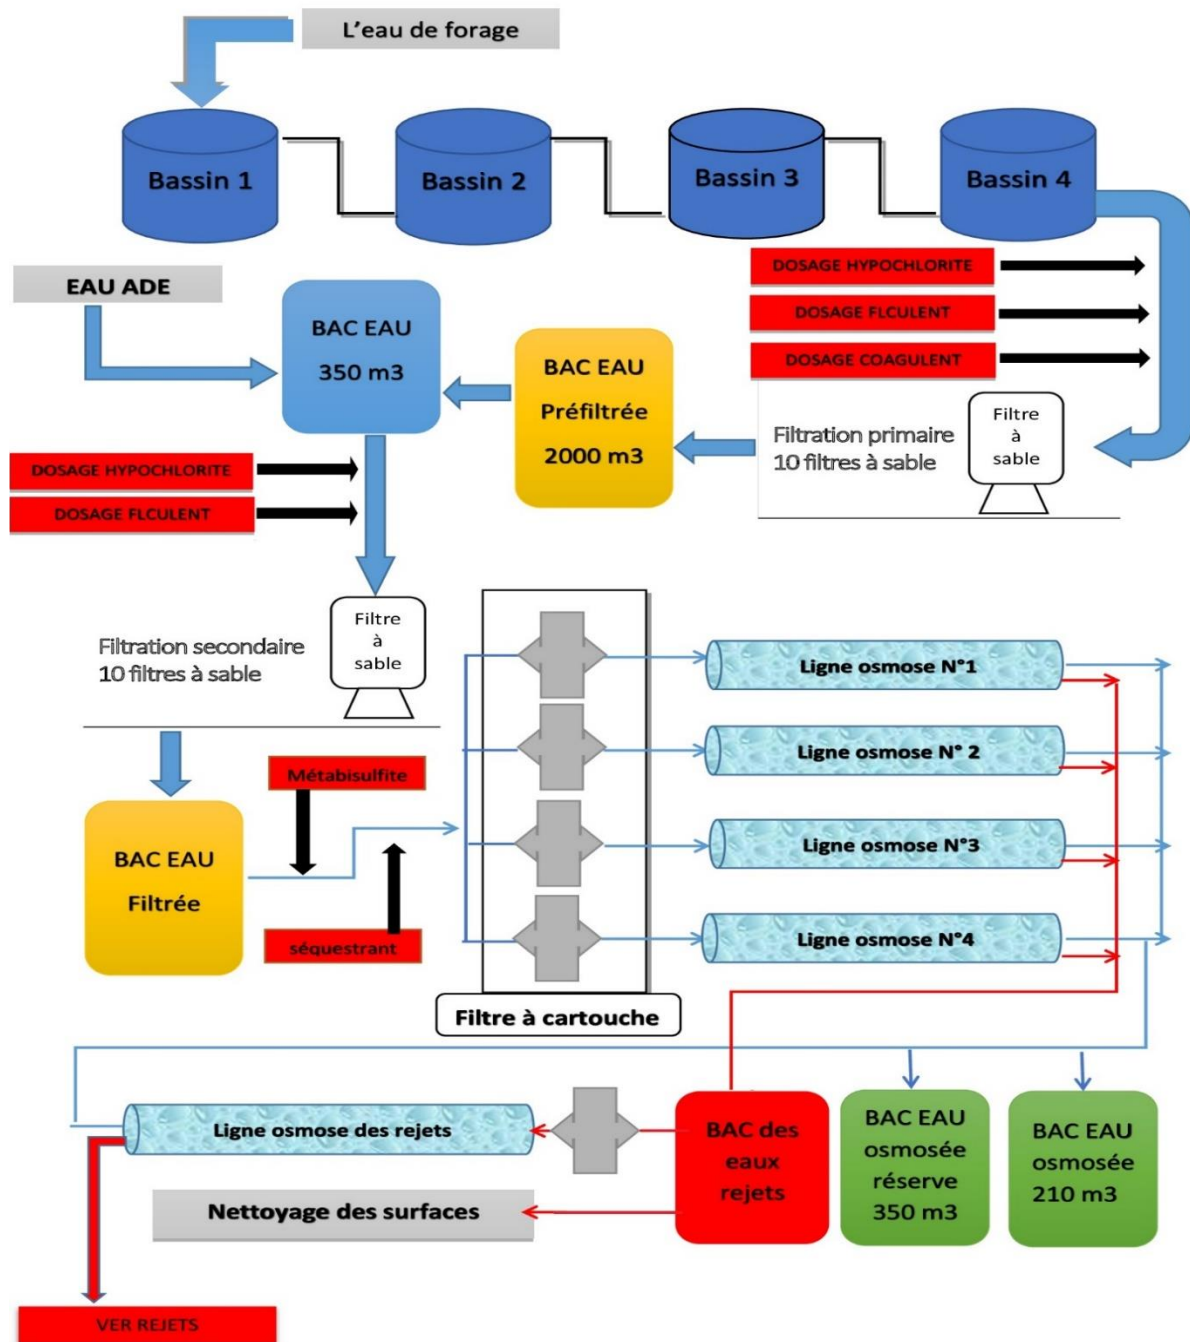 L'eau de forage
Bassin 1
Bassin 2
Bassin 3
Bassin 4
DOSAGE HYPOCHLORITE
DOSAGE FLCULENT
DOSAGE COAGULENT
EAU ADE
BAC EAU
350 m3
BAC EAU
Préfiltrée
2000 m3
Filtration primaire
10 filtres à sable
Filtre
à
sable
DOSAGE HYPOCHLORITE
DOSAGE FLCULENT
Filtration secondaire
10 filtres à sable
Filtre
à
sable
BAC EAU
Filtrée
Métabisulfite
séquestrant
Filtre à cartouche
Ligne osmose N°1
Ligne osmose N° 2
Ligne osmose N°3
Ligne osmose N°4
Ligne osmose des rejets
Nettoyage des surfaces
BAC des
eaux
rejets
BAC EAU
osmosée
réserve
350 m3
BAC EAU
osmosée
210 m3
VER REJETS